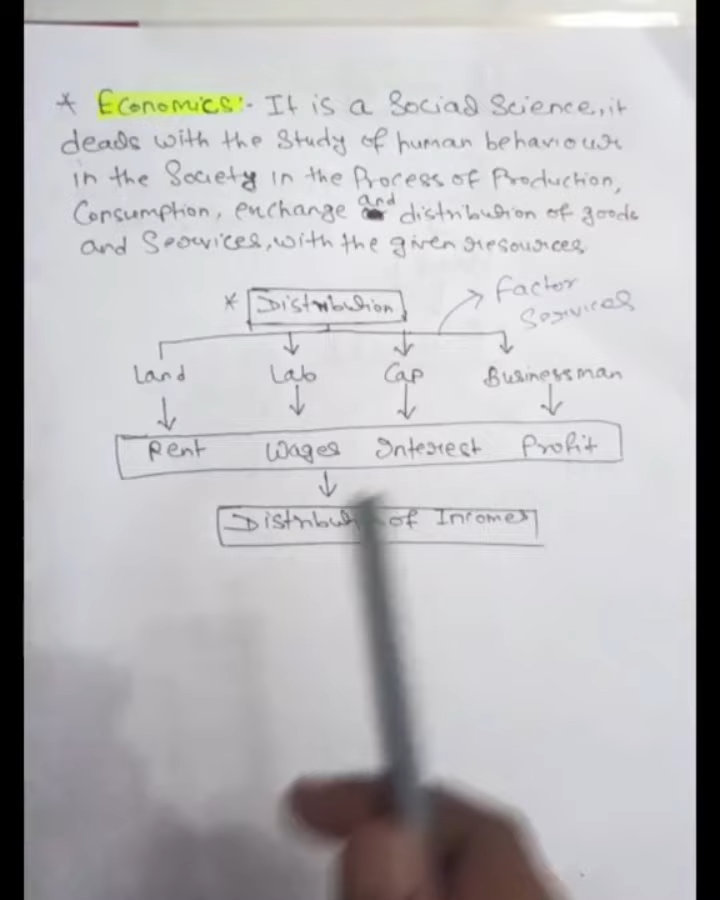 * Economics:- It is a Social Science, it
deals with the study of human behaviour
in the Society in the Process of Production,
Consumption, exchange and distribution of goods
and Services, with the given resources
* Distribution
Factor
Services
Land Lab Cap Businessman
Rent Wages Interest Profit
Distribut of Incomes